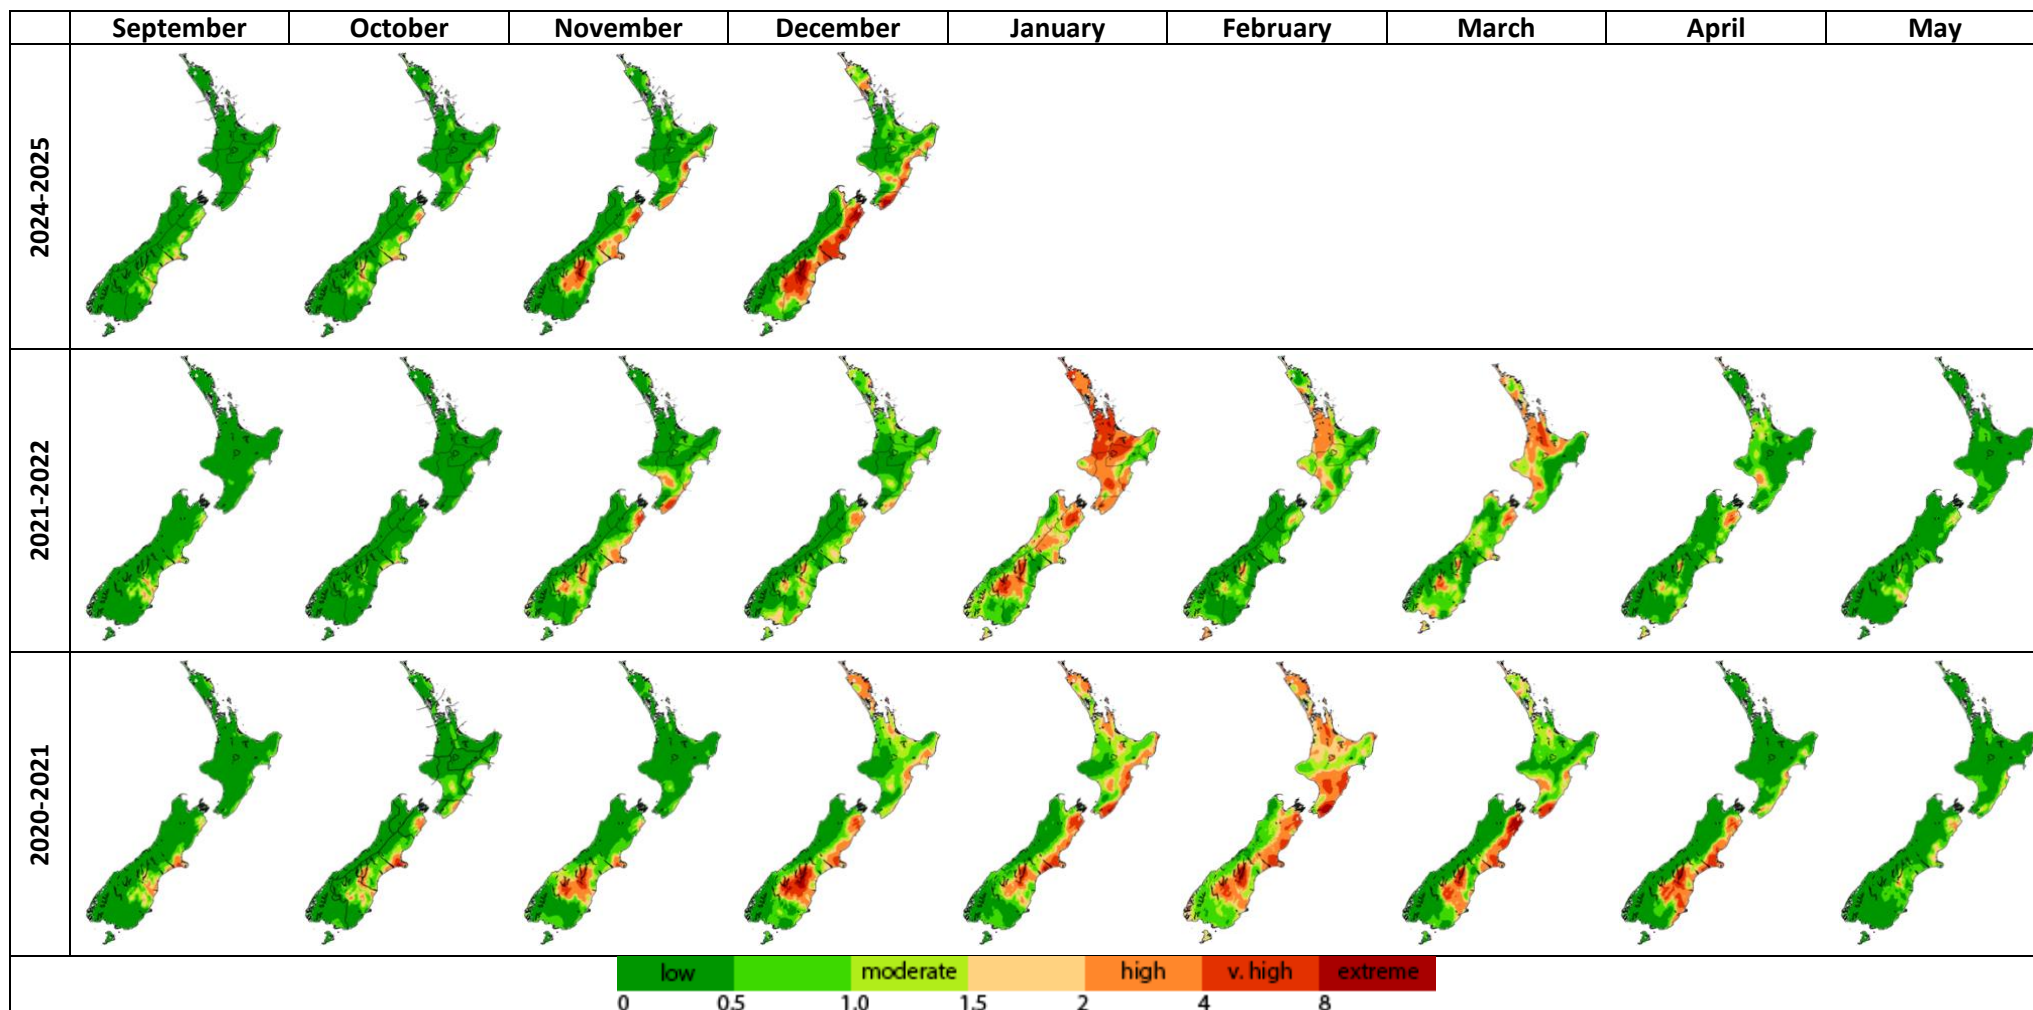 September October November December January February March April May
2024-2025
2021-2022
2020-2021
low moderate high v. high extreme
0 0.5 1.0 1.5 2 4 8